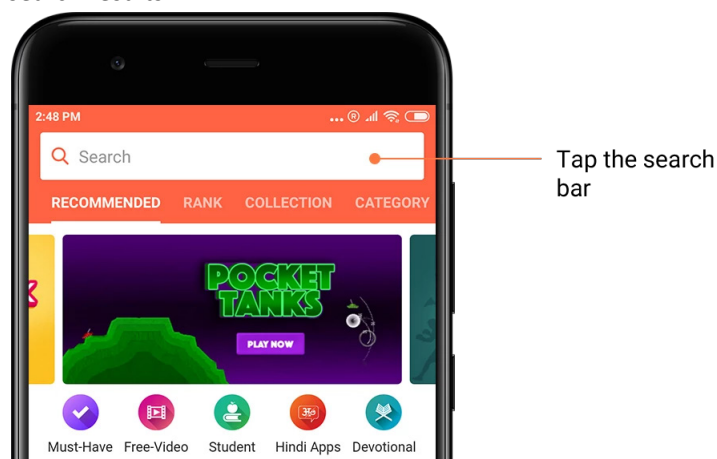 2:48 PM
Search
Tap the search
bar
RECOMMENDED RANK COLLECTION CATEGORY
POCKET
TANKS
PLAY NOW
Must-Have Free-Video Student Hindi Apps Devotional